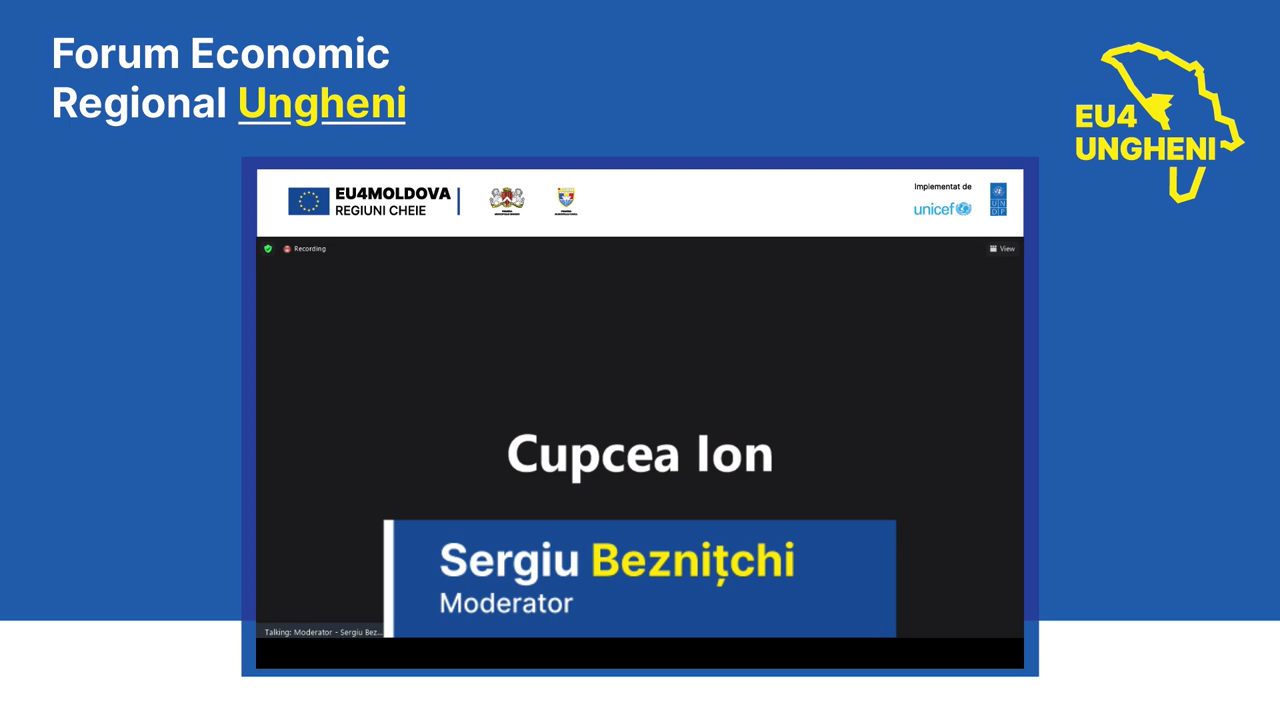 Forum Economic
Regional Ungheni
EU4
UNGHENI
EU4MOLDOVA
REGIUNI CHEIE
Implementat de
unicef
U N
D P
Recording
View
Cupcea Ion
Sergiu Beznițchi
Moderator
Talking: Moderator - Sergiu Bez...